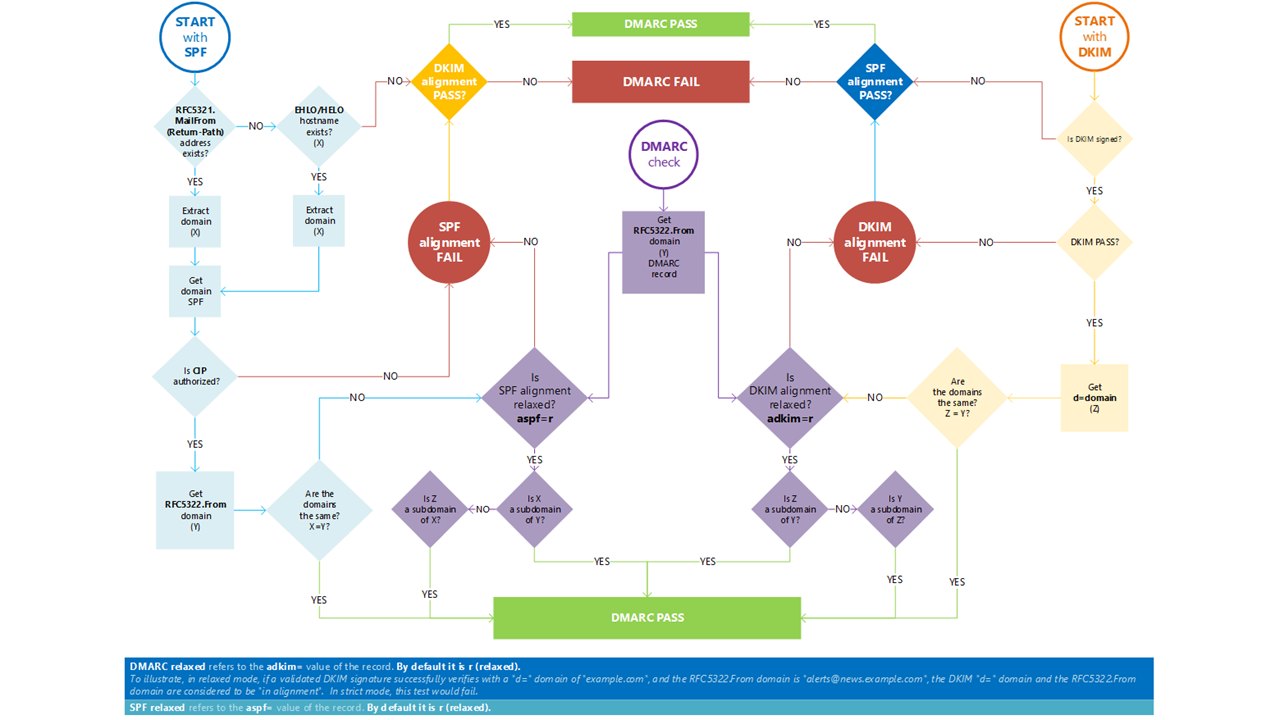 START
with
SPF
RFC5321.
MailFrom
(Return-Path)
address
exists?
NO
EHLO/HELO
hostname
exists?
(X)
YES
YES
Extract
domain
(X)
Extract
domain
(X)
Get
domain
SPF
Is CIP
authorized?
NO
YES
Get
RFC5322.From
domain
(Y)
Are the
domains
the same?
X =Y?
NO
YES
NO
DKIM
alignment
PASS?
YES
NO
SPF
alignment
FAIL
NO
DMARC PASS
DMARC FAIL
DMARC
check
Get
RFC5322.From
domain
(Y)
DMARC
record
Is
SPF alignment
relaxed?
aspf=r
YES
Is X
a subdomain
of Y?
NO
Is Z
a subdomain
of X?
YES
YES
YES
NO
SPF
alignment
PASS?
NO
DKIM
alignment
FAIL
NO
NO
Is
DKIM alignment
relaxed?
adkim=r
YES
Is Z
a subdomain
of Y?
NO
Is Y
a subdomain
of Z?
YES
YES
START
with
DKIM
Is DKIM signed?
YES
DKIM PASS?
YES
Get
d=domain
(Z)
Are
the domains
the same?
Z = Y?
NO
YES
DMARC PASS
DMARC relaxed refers to the adkim= value of the record. By default it is r (relaxed).
To illustrate, in relaxed mode, if a validated DKIM signature successfully verifies with a "d=" domain of "example.com", and the RFC5322.From domain is "alerts@news.example.com", the DKIM "d=" domain and the RFC5322.From
domain are considered to be "in alignment". In strict mode, this test would fail.
SPF relaxed refers to the aspf= value of the record. By default it is r (relaxed).